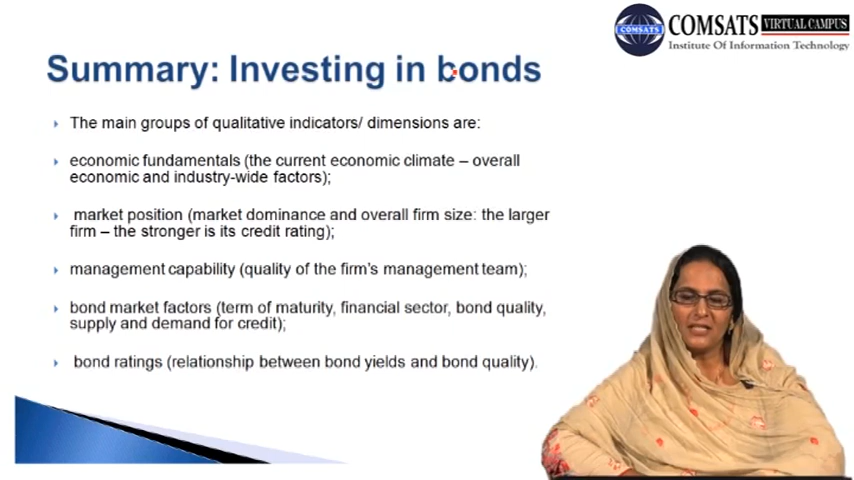 COMSATS VIRTUAL CAMPUS
COMSATS
Institute Of Information Technology
Summary: Investing in bonds
The main groups of qualitative indicators/ dimensions are:
economic fundamentals (the current economic climate – overall
economic and industry-wide factors);
market position (market dominance and overall firm size: the larger
firm – the stronger is its credit rating);
management capability (quality of the firm's management team);
bond market factors (term of maturity, financial sector, bond quality,
supply and demand for credit);
bond ratings (relationship between bond yields and bond quality).